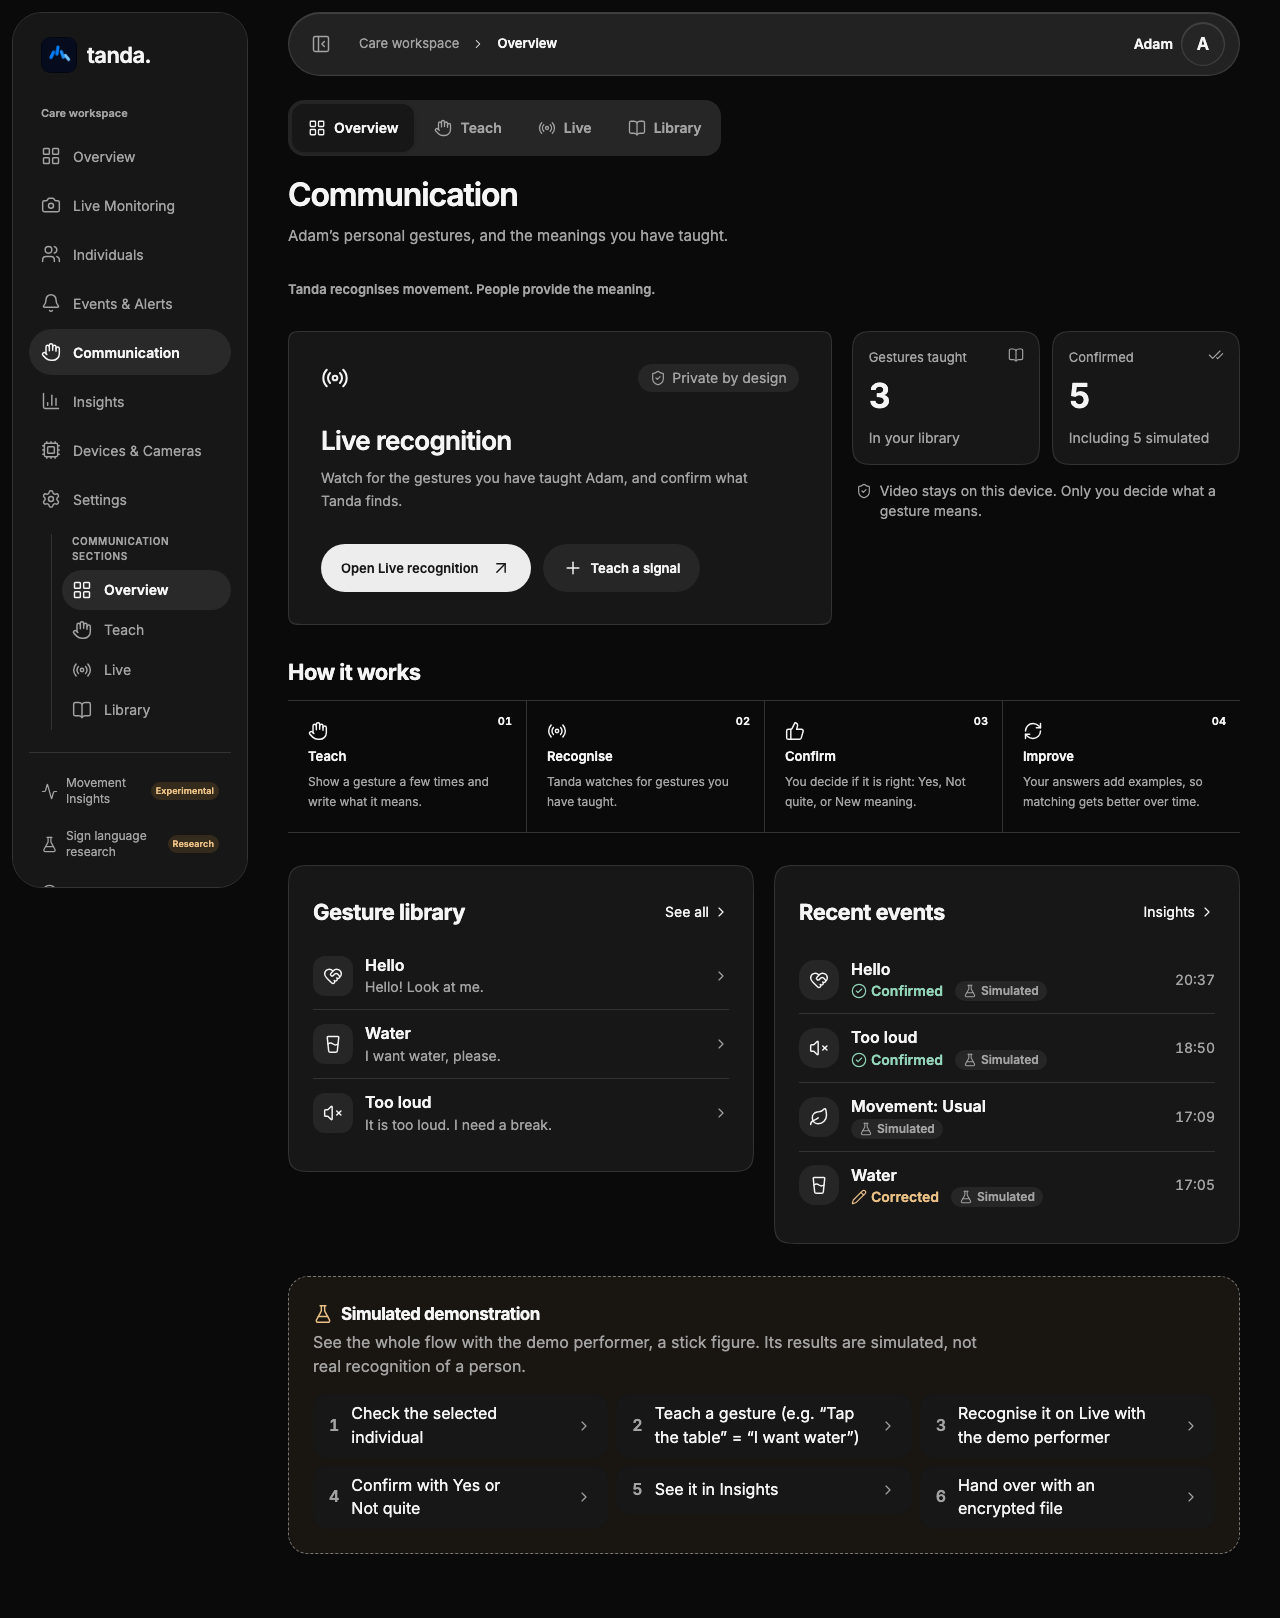 tanda.
Care workspace
Overview
Live Monitoring
Individuals
Events & Alerts
Communication
Insights
Devices & Cameras
Settings
COMMUNICATION
SECTIONS
Overview
Teach
Live
Library
Movement
Insights
Experimental
Sign language
research
Research
Care workspace > Overview
Adam
A
Overview
Teach
Live
Library
Communication
Adam’s personal gestures, and the meanings you have taught.
Tanda recognises movement. People provide the meaning.
Private by design
Live recognition
Watch for the gestures you have taught Adam, and confirm what
Tanda finds.
Open Live recognition
Teach a signal
Gestures taught
3
In your library
Confirmed
5
Including 5 simulated
Video stays on this device. Only you decide what a
gesture means.
How it works
01
Teach
Show a gesture a few times and
write what it means.
02
Recognise
Tanda watches for gestures you
have taught.
03
Confirm
You decide if it is right: Yes, Not
quite, or New meaning.
04
Improve
Your answers add examples, so
matching gets better over time.
Gesture library
See all
Hello
Hello! Look at me.
Water
I want water, please.
Too loud
It is too loud. I need a break.
Recent events
Insights
Hello
Confirmed
Simulated
20:37
Too loud
Confirmed
Simulated
18:50
Movement: Usual
Simulated
17:09
Water
Corrected
Simulated
17:05
Simulated demonstration
See the whole flow with the demo performer, a stick figure. Its results are simulated, not
real recognition of a person.
1 Check the selected
individual
2 Teach a gesture (e.g. “Tap
the table” = “I want water”)
3 Recognise it on Live with
the demo performer
4 Confirm with Yes or
Not quite
5 See it in Insights
6 Hand over with an
encrypted file